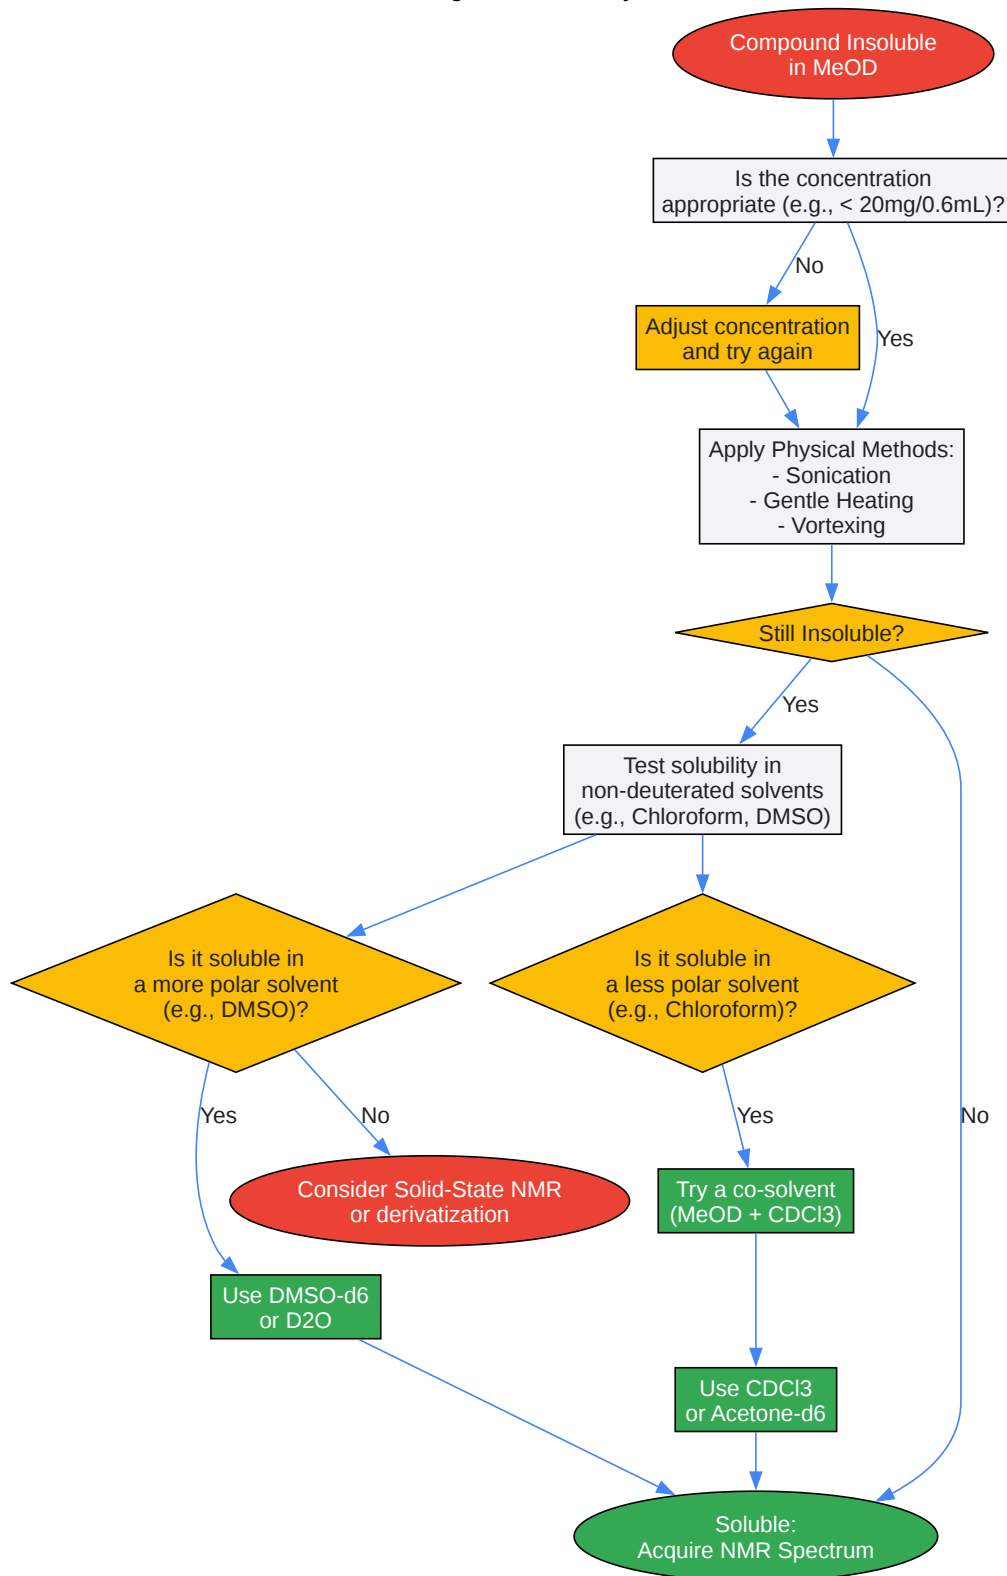 Compound Insoluble
in MeOD
Is the concentration
appropriate (e.g., < 20mg/0.6mL)?
No
Adjust concentration
and try again
Yes
Apply Physical Methods:
- Sonication
- Gentle Heating
- Vortexing
Still Insoluble?
Yes
Test solubility in
non-deuterated solvents
(e.g., Chloroform, DMSO)
Is it soluble in
a more polar solvent
(e.g., DMSO)?
Is it soluble in
a less polar solvent
(e.g., Chloroform)?
Yes
No
Yes
No
Consider Solid-State NMR
or derivatization
Try a co-solvent
(MeOD + CDCl3)
Use DMSO-d6
or D2O
Use CDCl3
or Acetone-d6
Soluble:
Acquire NMR Spectrum